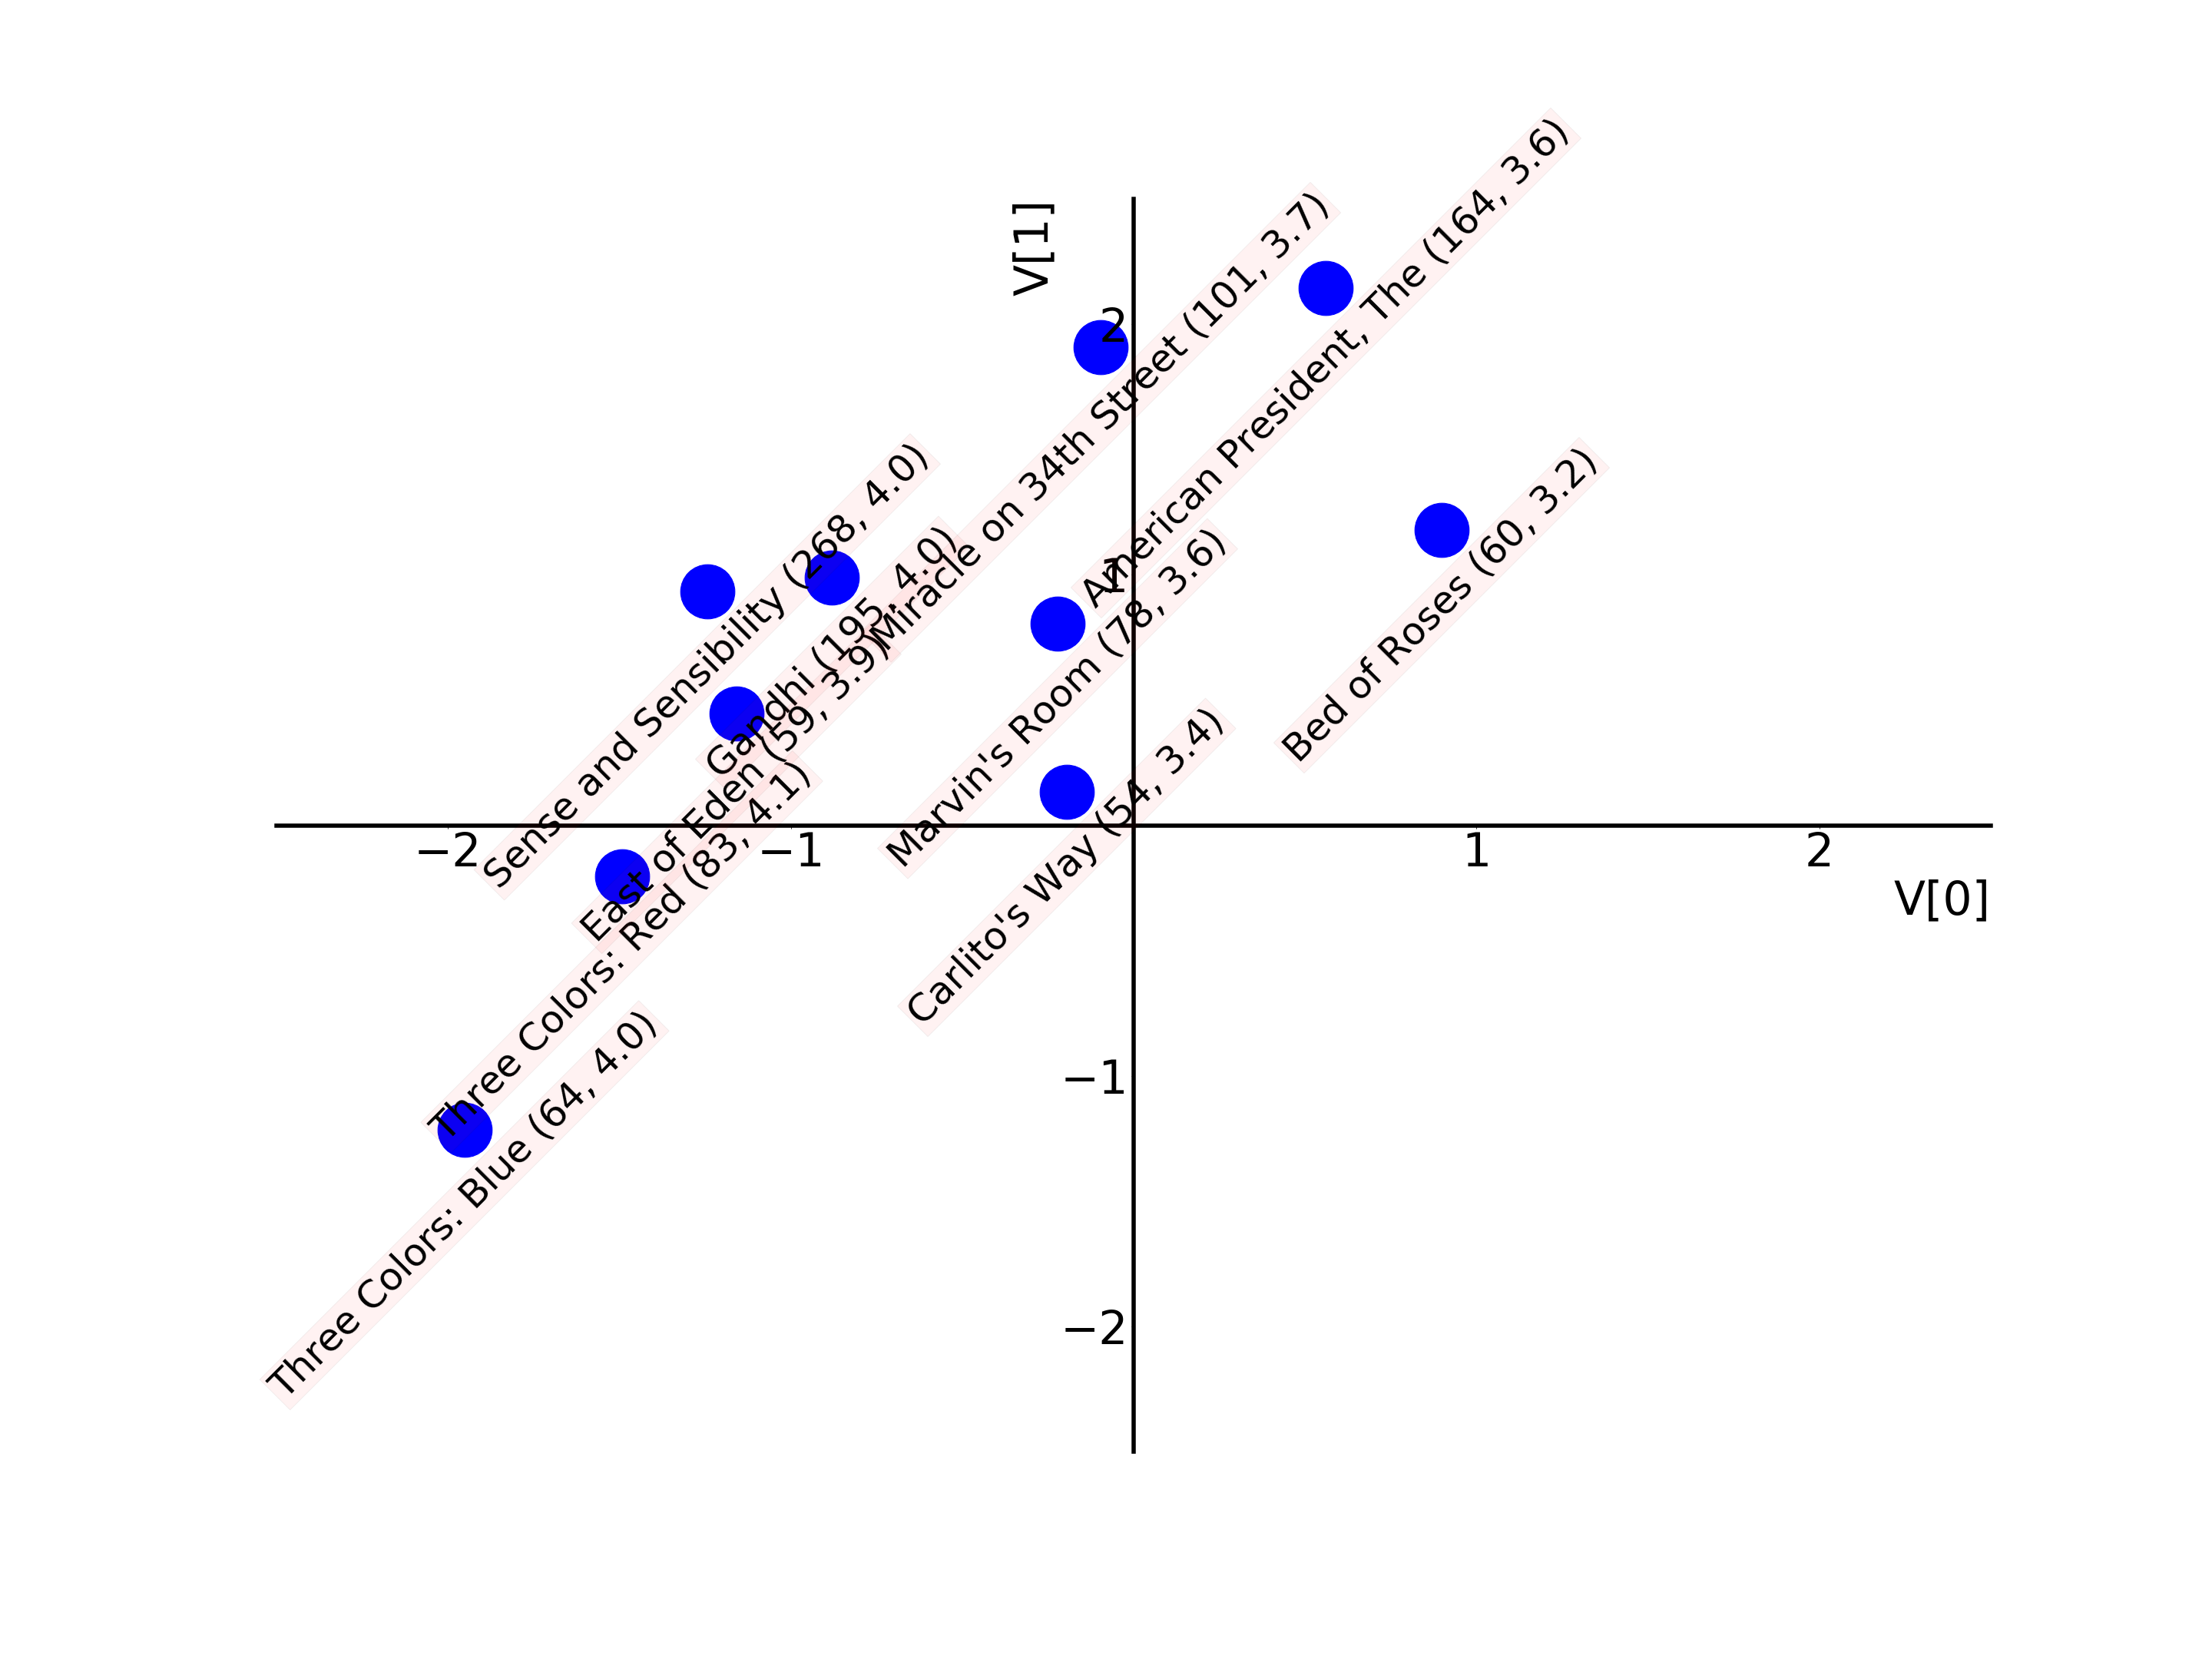 V[1]
American President, The (164, 3.6)
Miracle on 34th Street (101, 3.7)
2
Sense and Sensibility (268, 4.0)
Bed of Roses (60, 3.2)
Gandhi (195, 4.0)
Marvin's Room (78, 3.6)
1
East of Eden (59, 3.9)
Carlito's Way (54, 3.4)
Three Colors: Red (83, 4.1)
−2
−1
1
2
V[0]
Three Colors: Blue (64, 4.0)
−1
−2